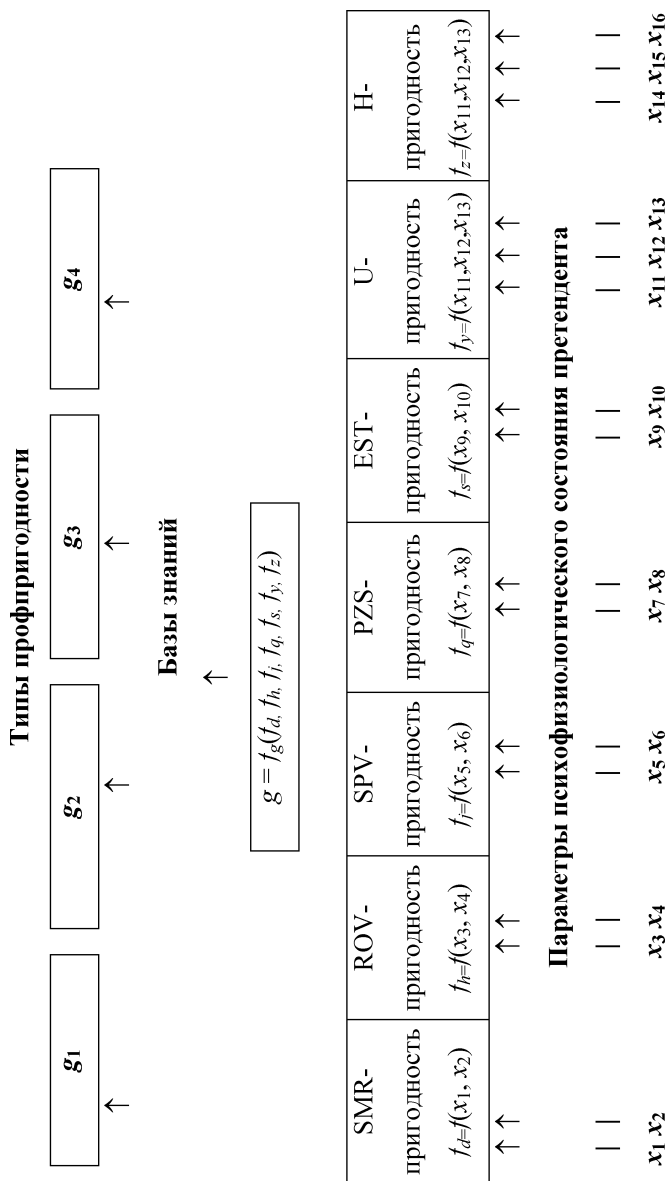 Типы профпригодности
g1 g2 g3 g4
↑ ↑ ↑ ↑
Базы знаний
↑
g = fg(fd, fh, fj, fq, fs, fy, fz)
SMR- ROV- SPV- PZS- EST- U- H-
пригодность пригодность пригодность пригодность пригодность пригодность пригодность
fd=f(x1, x2) fh=f(x3, x4) fj=f(x5, x6) fq=f(x7, x8) fs=f(x9, x10) fy=f(x11,x12,x13) fz=f(x11,x12,x13)
↑ ↑ ↑ ↑ ↑ ↑ ↑ ↑ ↑ ↑ ↑ ↑ ↑ ↑ ↑ ↑
Параметры психофизиологического состояния претендента
| | | | | | | | | | | | | | | |
x1 x2 x3 x4 x5 x6 x7 x8 x9 x10 x11 x12 x13 x14 x15 x16